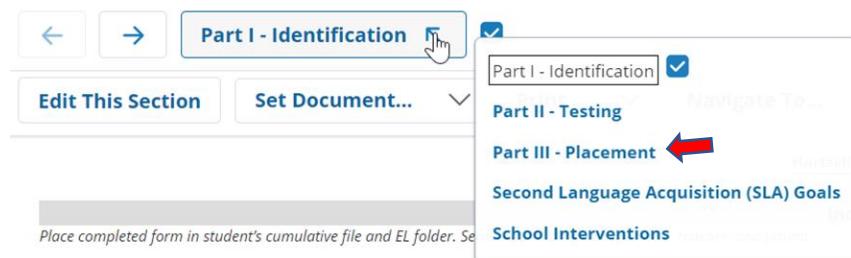 Part I - Identification
Part I - Identification
Edit This Section
Set Document...
Navigate To...
Part II - Testing
Part III - Placement
Second Language Acquisition (SLA) Goals
Place completed form in student's cumulative file and EL folder. Se
School Interventions